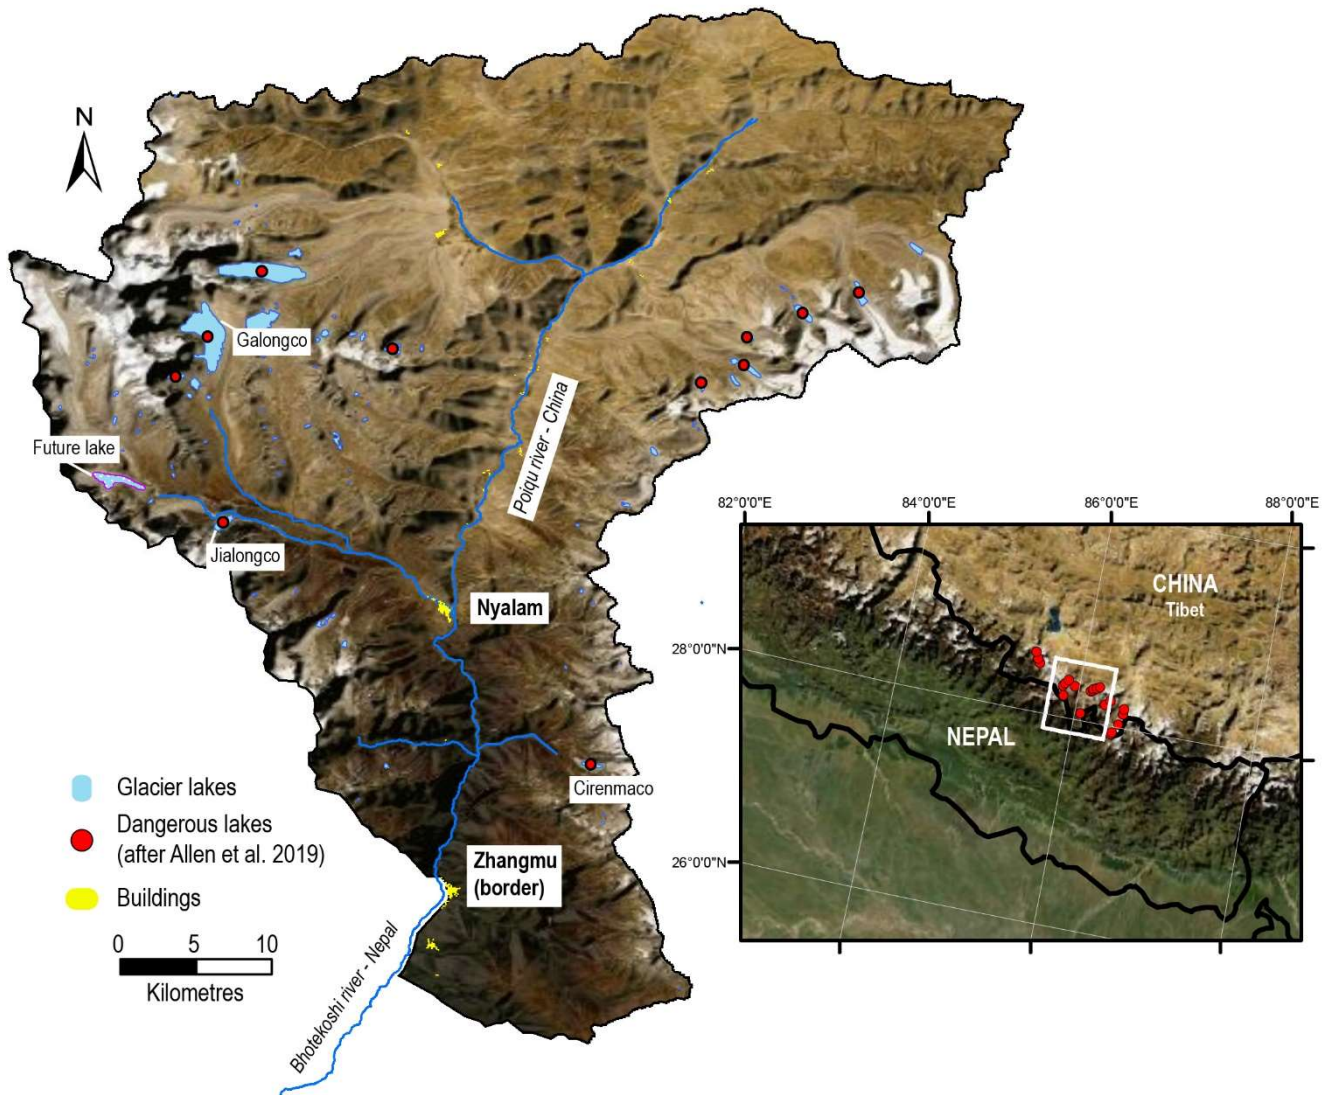 N
Galongco
Future lake
Jialongco
Poiqu river - China
Nyalam
Cirenmaco
Zhangmu
(border)
Bhotekoshi river - Nepal
Glacier lakes
Dangerous lakes
(after Allen et al. 2019)
Buildings
0 5 10
Kilometres
82°0'0"E 84°0'0"E 86°0'0"E 88°0'0"E
28°0'0"N
26°0'0"N
CHINA
Tibet
NEPAL